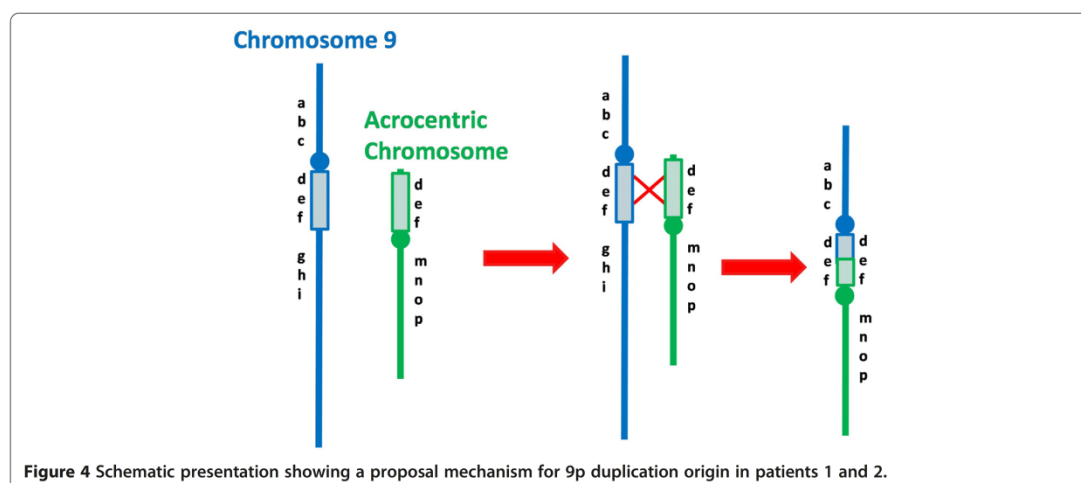 Chromosome 9
Acrocentric
Chromosome
a
b
c
d
e
f
g
h
i
d
e
f
m
n
o
p
a
b
c
d
e
f
g
h
i
d
e
f
m
n
o
p
a
b
c
d
e
f
d
e
f
m
n
o
p
Figure 4 Schematic presentation showing a proposal mechanism for 9p duplication origin in patients 1 and 2.